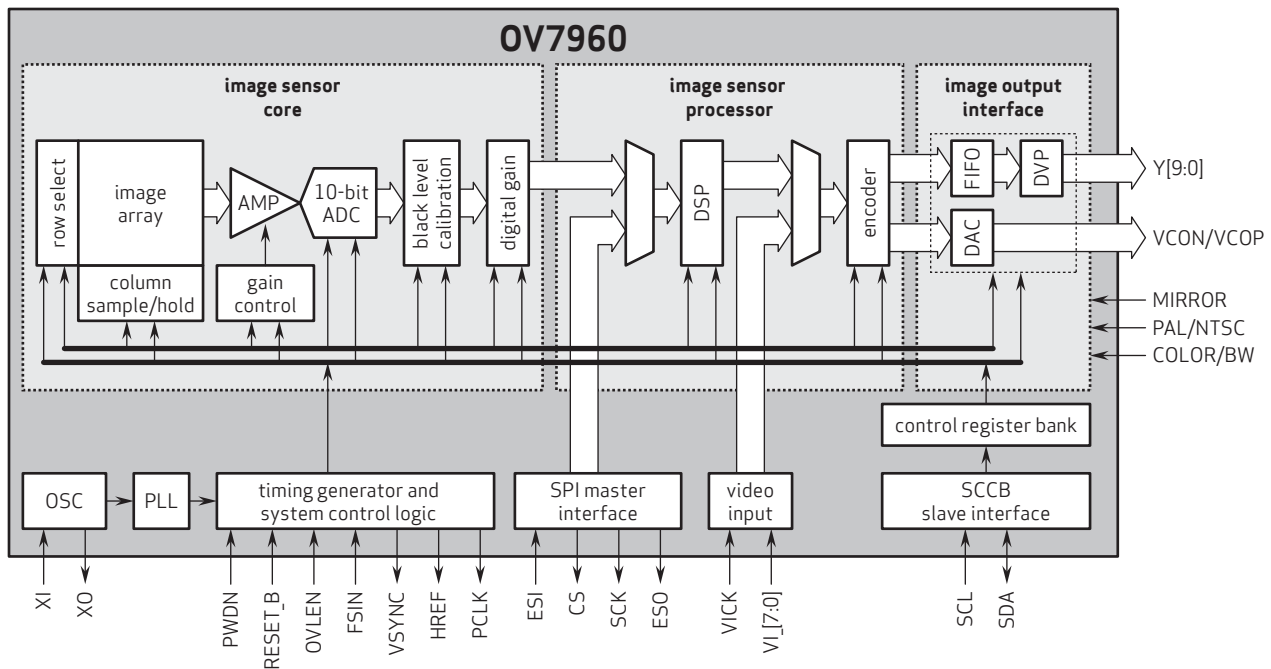 OV7960
image sensor
core
image sensor
processor
image output
interface
row select
image
array
AMP
10-bit
ADC
black level
calibration
digital gain
DSP
encoder
FIFO
DVP
DAC
Y[9:0]
VCON/VCOP
column
sample/hold
gain
control
MIRROR
PAL/NTSC
COLOR/BW
control register bank
OSC
PLL
timing generator and
system control logic
SPI master
interface
video
input
SCCB
slave interface
XI
XO
PWDN
RESET_B
OVLEN
FSIN
VSYNC
HREF
PCLK
ESI
CS
SCK
ESO
VICK
VI_[7:0]
SCL
SDA